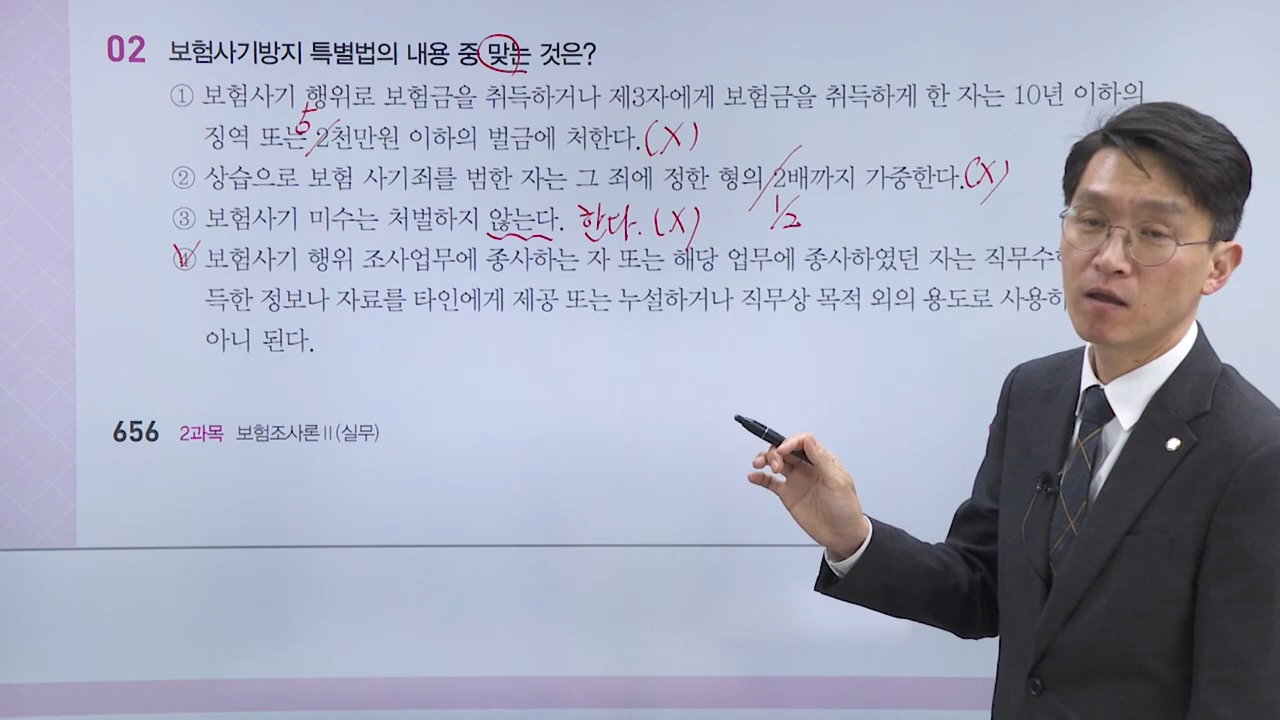 02 보험사기방지 특별법의 내용 중 맞는 것은?
① 보험사기 행위로 보험금을 취득하거나 제3자에게 보험금을 취득하게 한 자는 10년 이하의
5
징역 또는 2천만원 이하의 벌금에 처한다. (X)
② 상습으로 보험 사기죄를 범한 자는 그 죄에 정한 형의 2배까지 가중한다. (X)
1/2
③ 보험사기 미수는 처벌하지 않는다. 한다. (X)
④ 보험사기 행위 조사업무에 종사하는 자 또는 해당 업무에 종사하였던 자는
득한 정보나 자료를 타인에게 제공 또는 누설하거나 직무상 목적 외의 용도로
아니 된다.
656 2과목 보험조사론Ⅱ(실무)